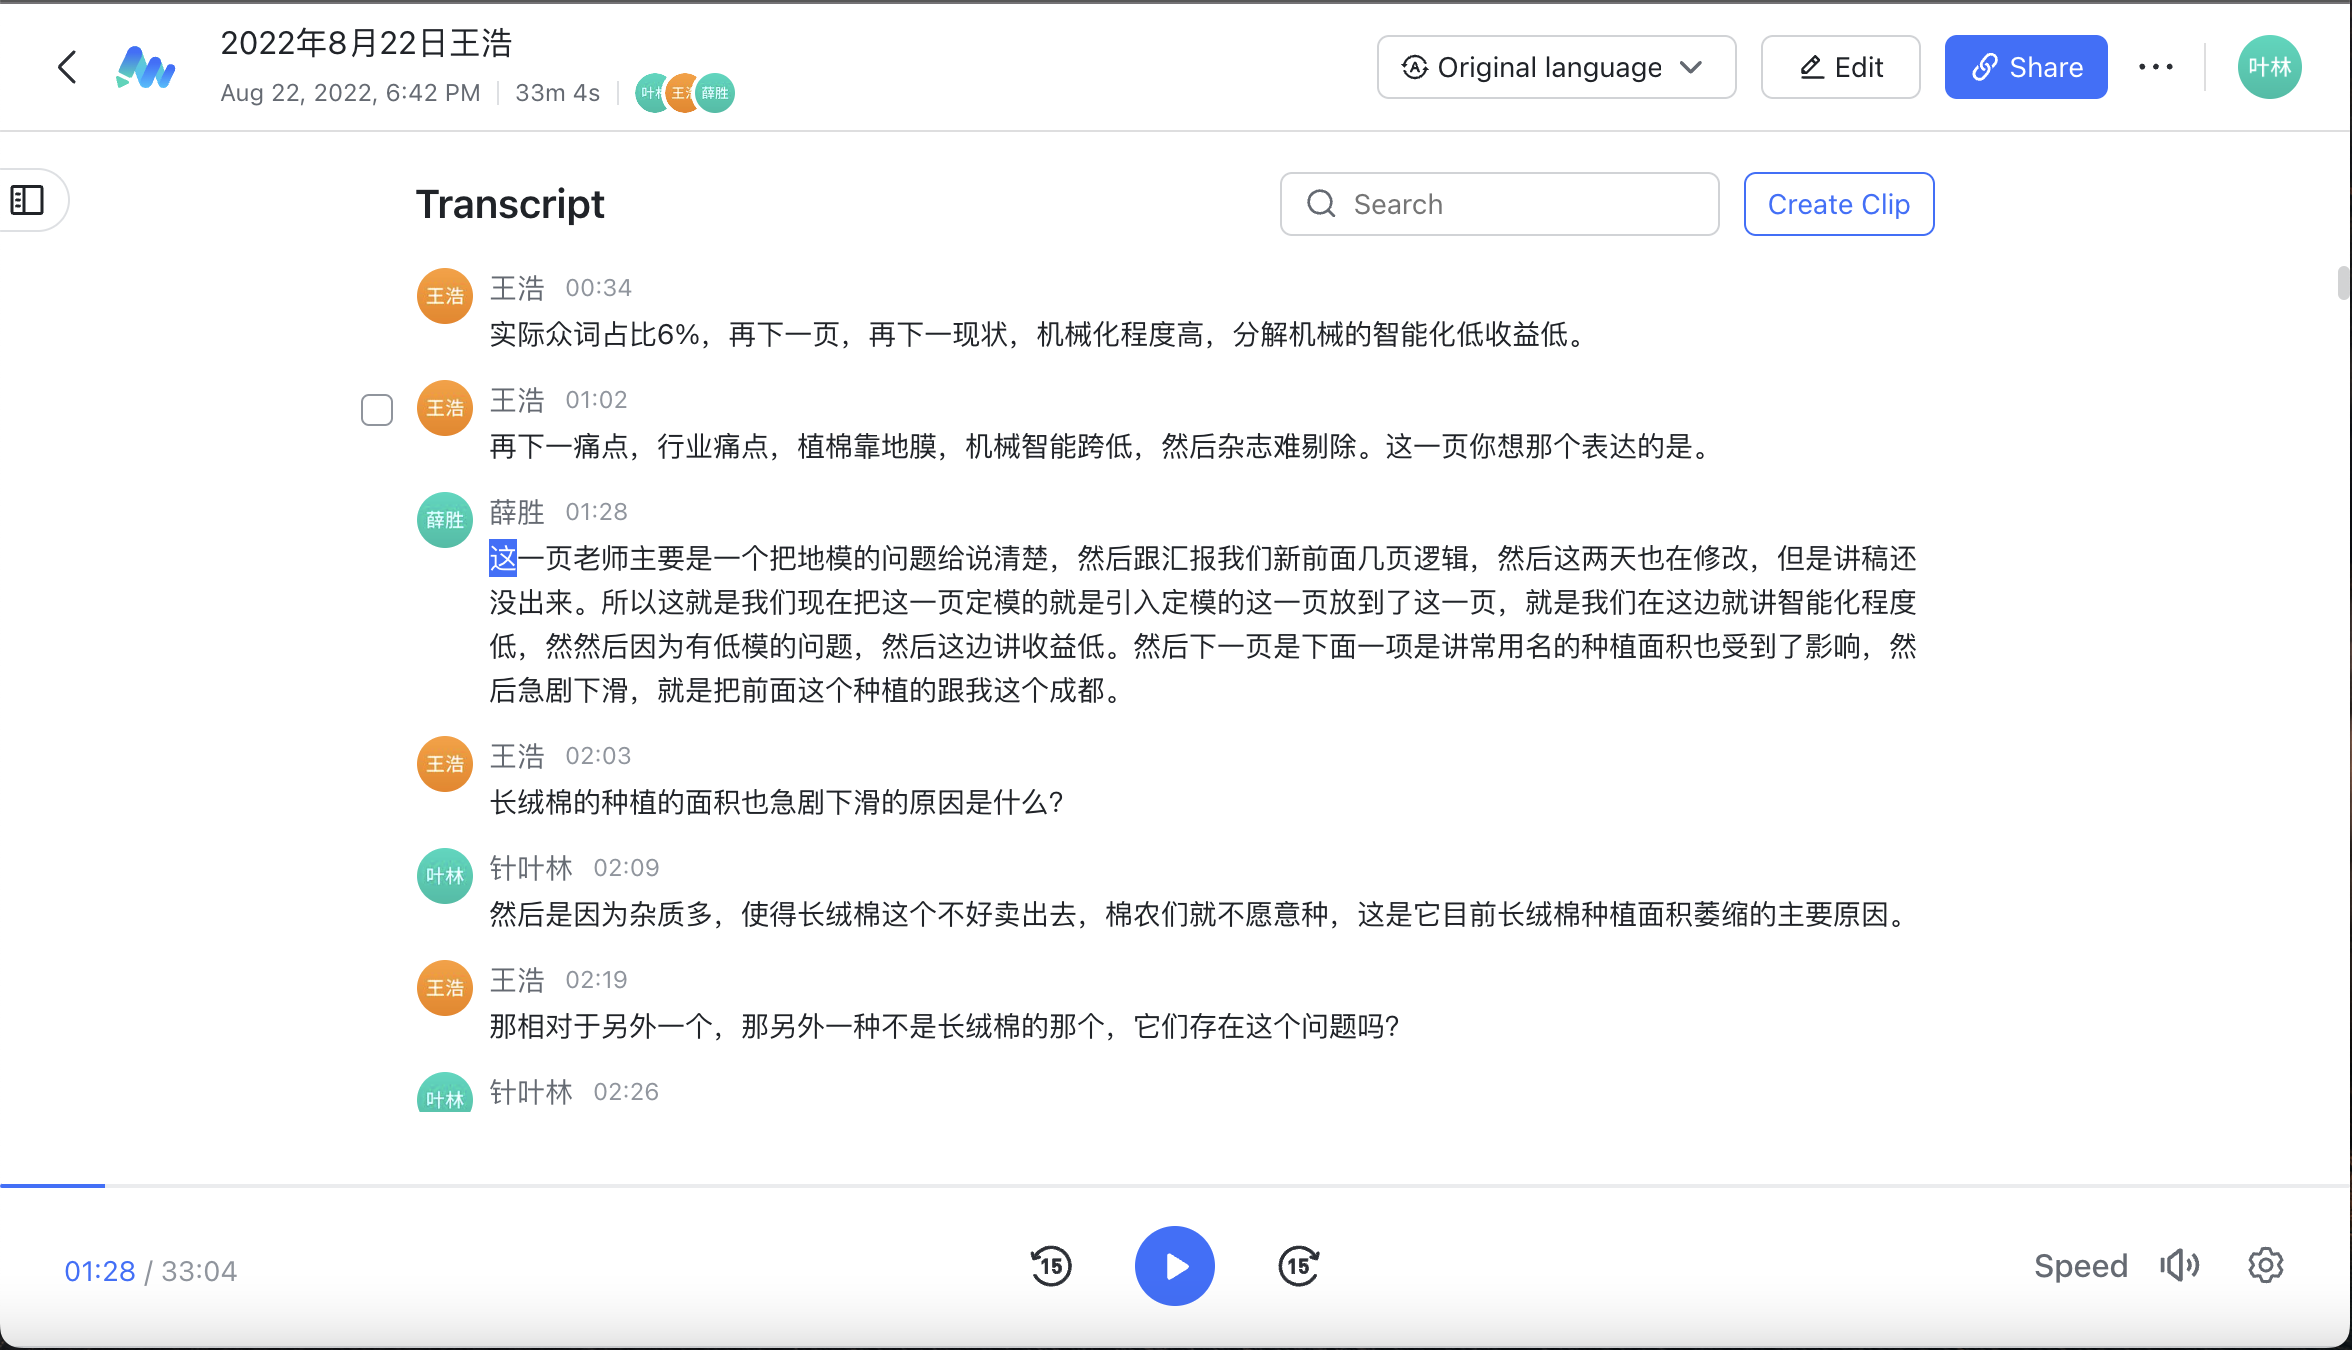 2022年8月22日王浩
Aug 22, 2022, 6:42 PM 33m 4s 叶林 王浩 薛胜
Original language Edit Share 叶林
Transcript Search Create Clip
王浩 王浩 00:34
实际众词占比6%，再下一页，再下一现状，机械化程度高，分解机械的智能化低收益低。
王浩 王浩 01:02
再下一痛点，行业痛点，植棉靠地膜，机械智能跨低，然后杂志难剔除。这一页你想那个表达的是。
薛胜 薛胜 01:28
这一页老师主要是一个把地模的问题给说清楚，然后跟汇报我们新前面几页逻辑，然后这两天也在修改，但是讲稿还
没出来。所以这就是我们现在把这一页定模的就是引入定模的这一页放到了这一页，就是我们在这边就讲智能化程度
低，然然后因为有低模的问题，然后这边讲收益低。然后下一页是下面一项是讲常用名的种植面积也受到了影响，然
后急剧下滑，就是把前面这个种植的跟我这个成都。
王浩 王浩 02:03
长绒棉的种植的面积也急剧下滑的原因是什么?
叶林 针叶林 02:09
然后是因为杂质多，使得长绒棉这个不好卖出去，棉农们就不愿意种，这是它目前长绒棉种植面积萎缩的主要原因。
王浩 王浩 02:19
那相对于另外一个，那另外一种不是长绒棉的那个，它们存在这个问题吗?
叶林 针叶林 02:26
01:28 / 33:04 15 15 Speed